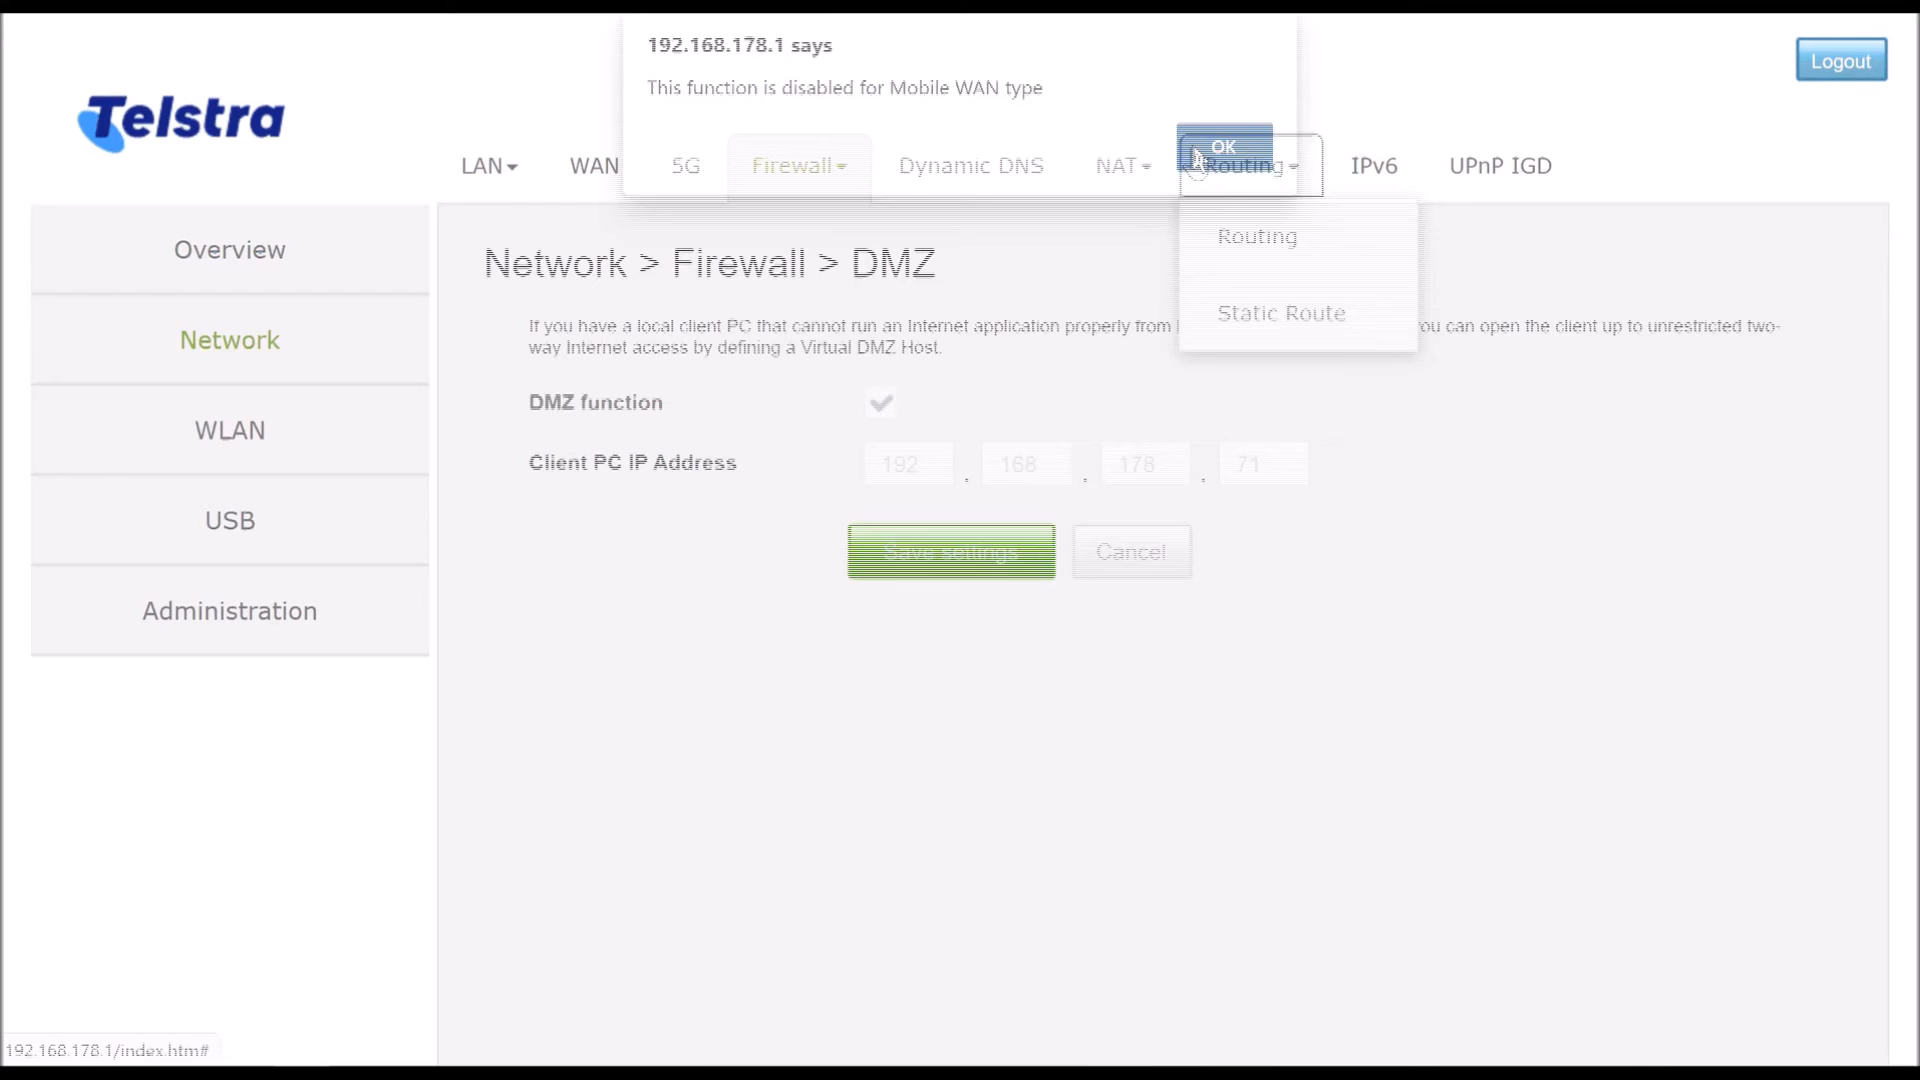 192.168.178.1 says
This function is disabled for Mobile WAN type
OK
Logout
Telstra
LAN WAN 5G Firewall Dynamic DNS NAT Routing IPv6 UPnP IGD
Routing
Static Route
Overview
Network
WLAN
USB
Administration
Network > Firewall > DMZ
If you have a local client PC that cannot run an Internet application properly from ou can open the client up to unrestricted two-
way Internet access by defining a Virtual DMZ Host.
DMZ function
Client PC IP Address 192 . 168 . 178 . 71
Save settings Cancel
192.168.178.1/index.htm#